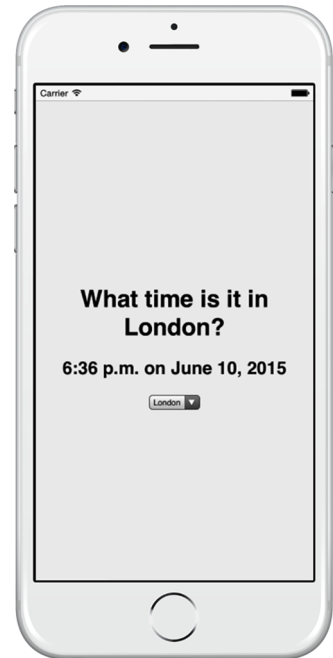 Carrier
What time is it in
London?
6:36 p.m. on June 10, 2015
London